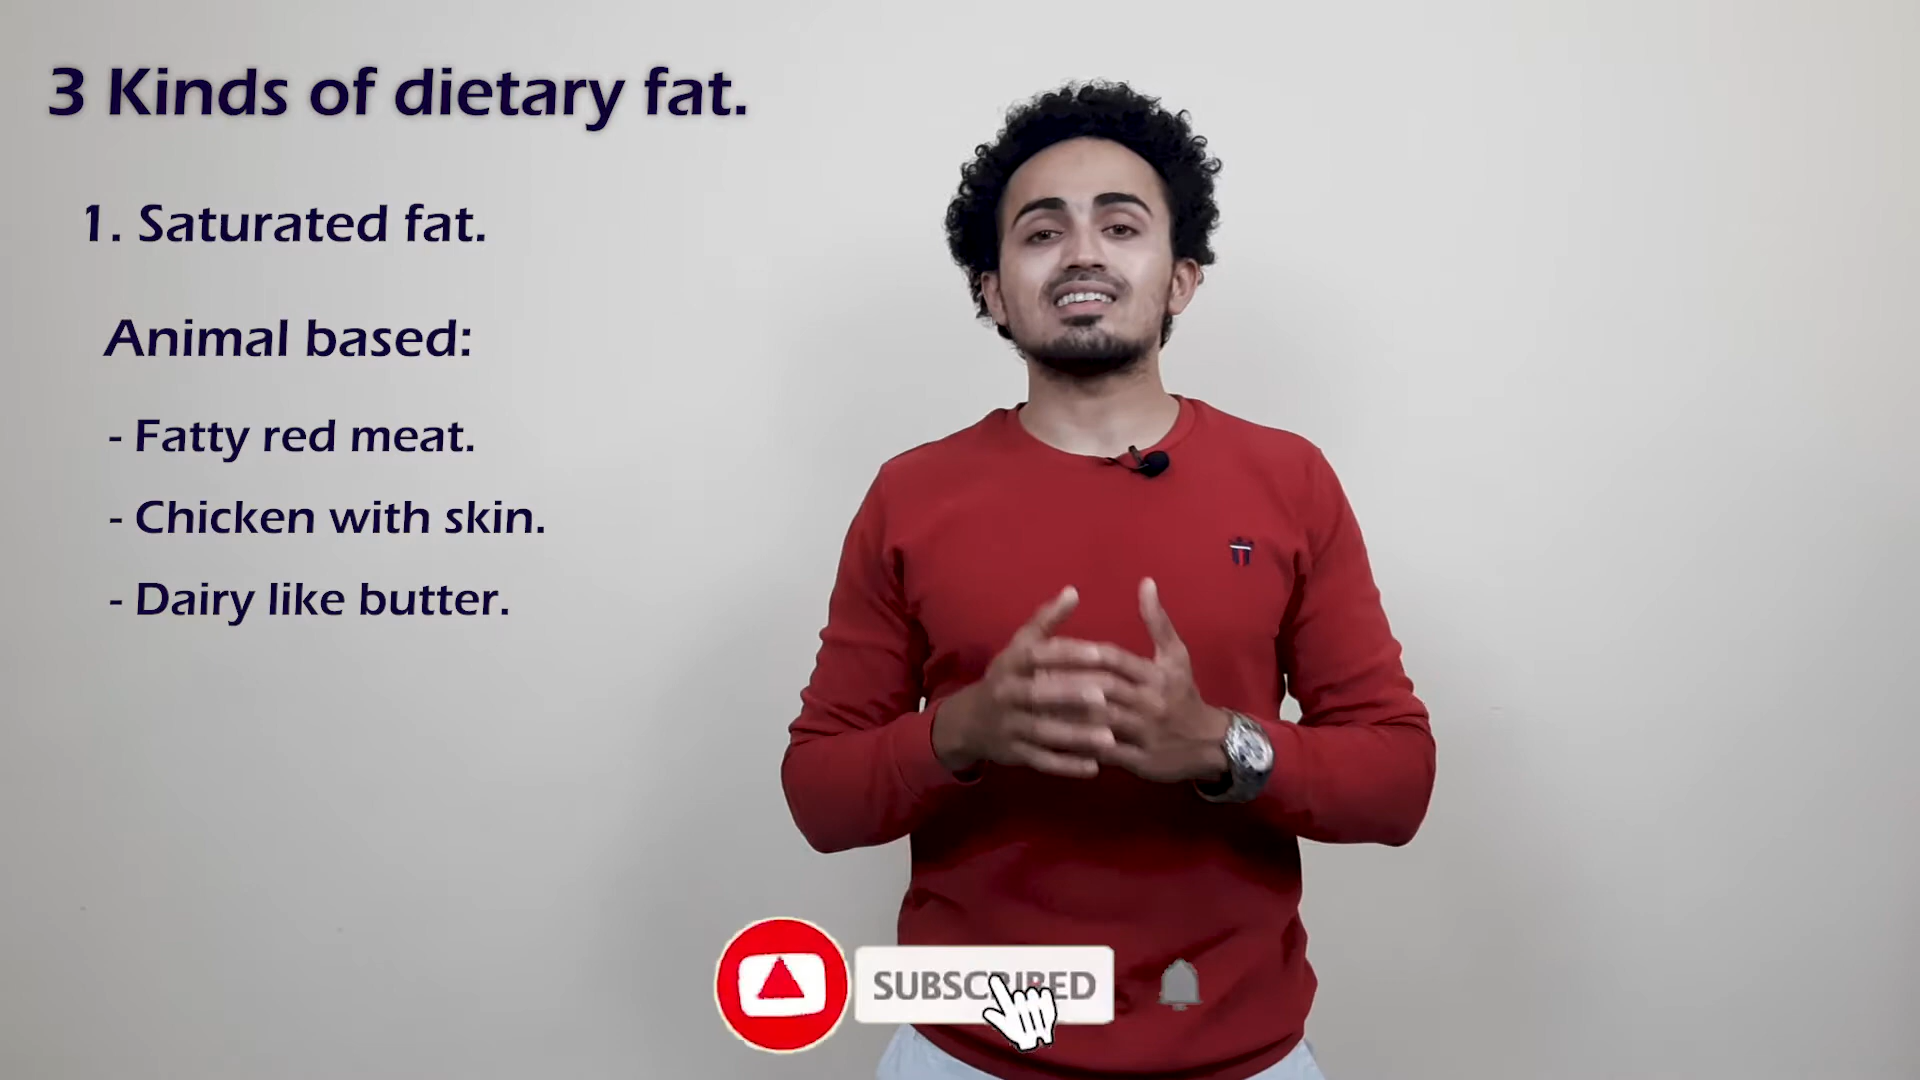 3 Kinds of dietary fat.
1. Saturated fat.
Animal based:
- Fatty red meat.
- Chicken with skin.
- Dairy like butter.
SUBSCRIBED